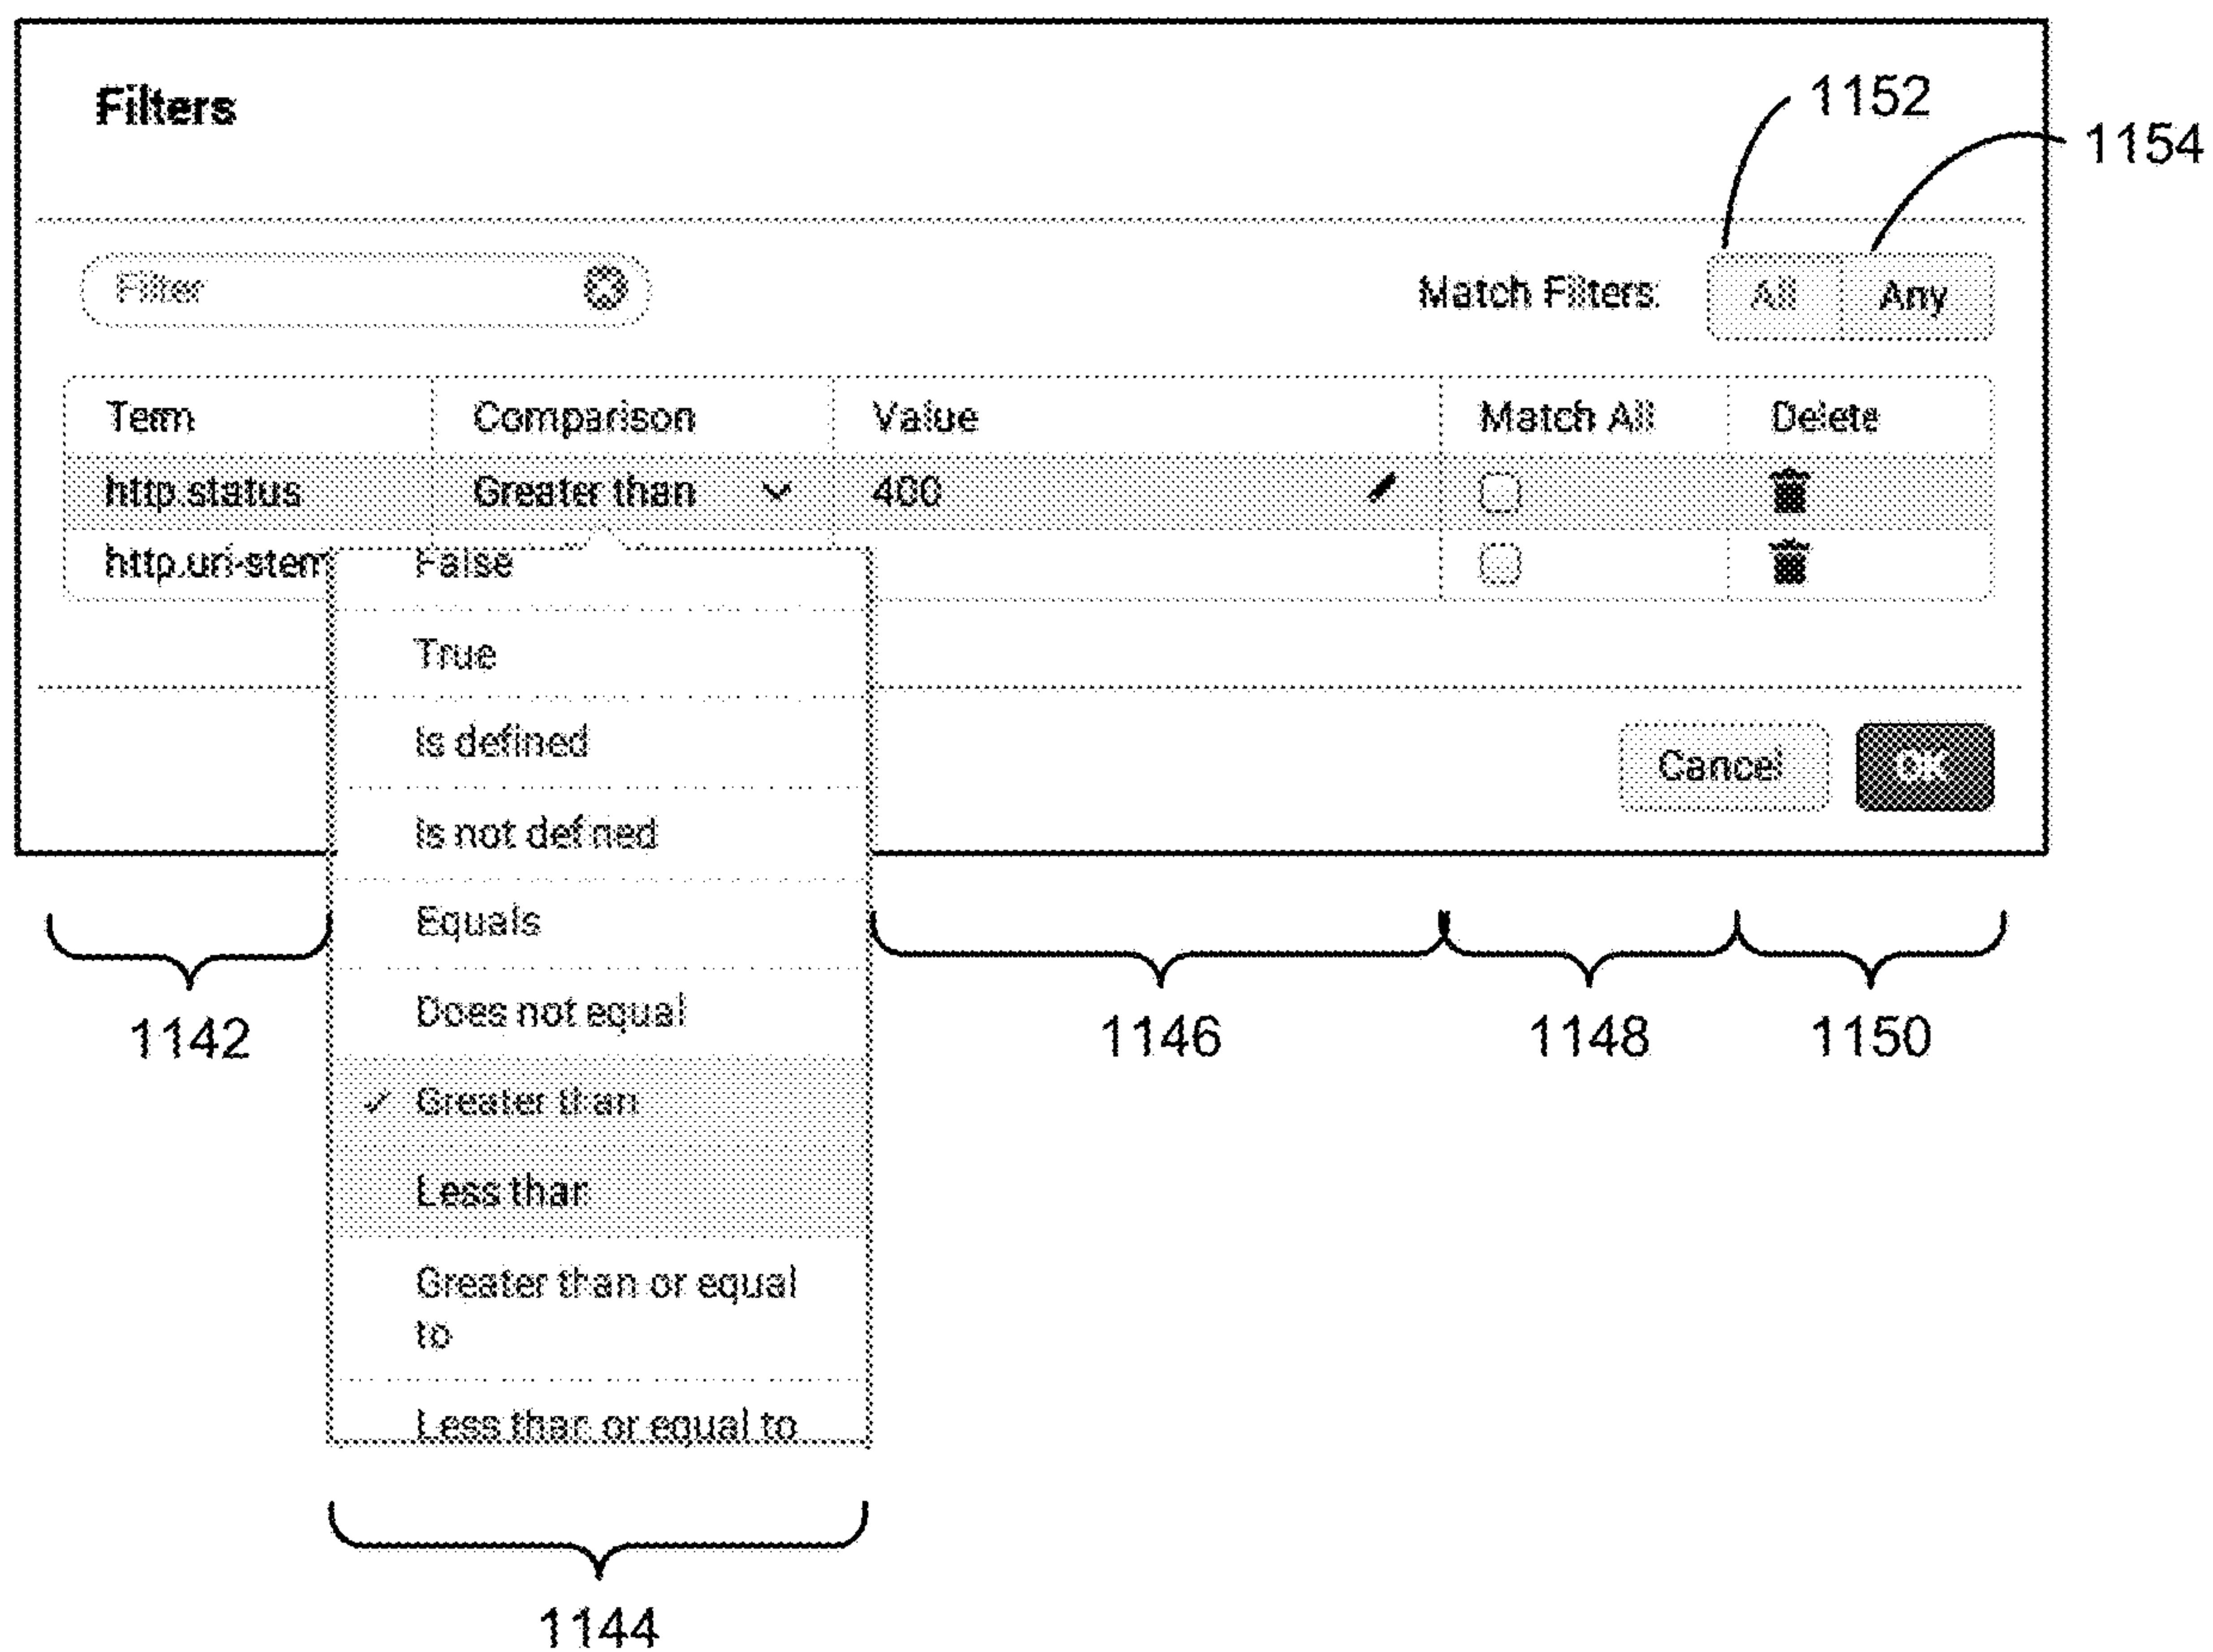 Filters
1152
1154
Filter
Match Filters: All Any
Term Comparison Value Match All Delete
http.status Greater than 400
http.uri-stem
False
True
Is defined
Is not defined
Cancel OK
Equals
Does not equal
1142 1146 1148 1150
Greater than
Less than
Greater than or equal
to
Less than or equal to
1144